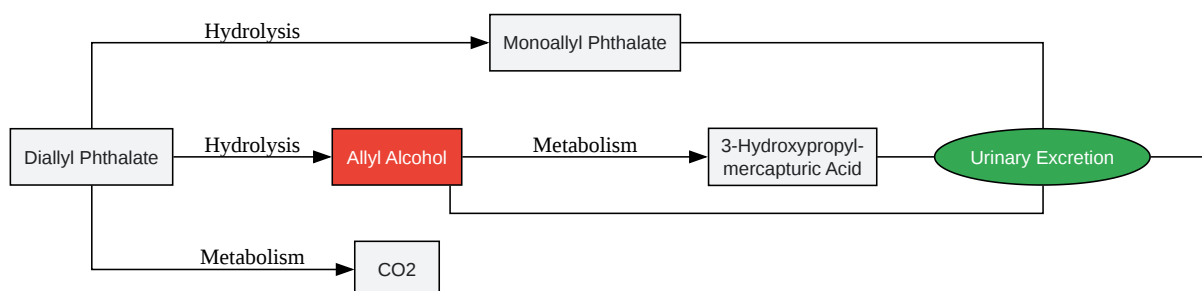 Hydrolysis
Monoallyl Phthalate
Diallyl Phthalate
Hydrolysis
Allyl Alcohol
Metabolism
3-Hydroxypropyl-
mercapturic Acid
Urinary Excretion
Metabolism
CO2